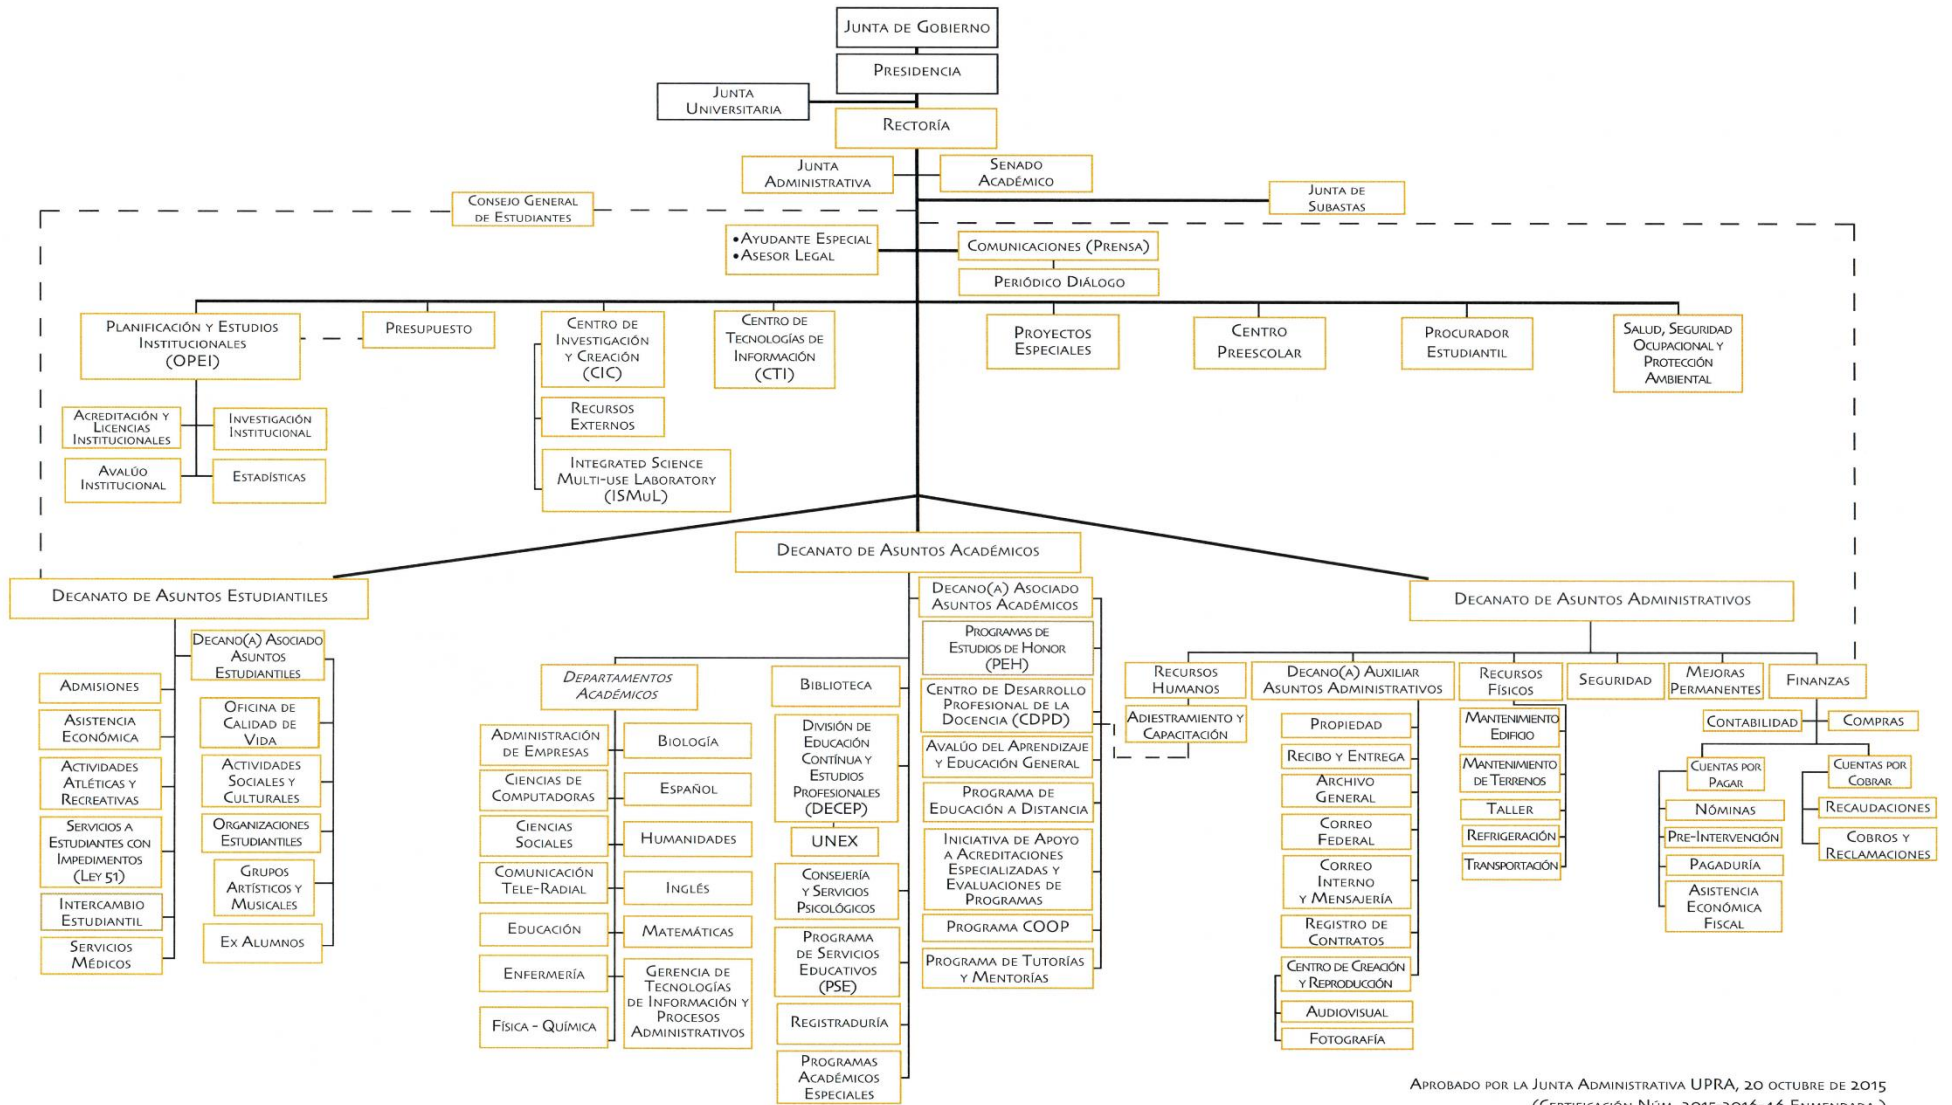 Junta de Gobierno
Presidencia
Junta
Universitaria
Rectoría
Junta
Administrativa
Senado
Académico
Consejo General
de Estudiantes
Junta de
Subastas
•Ayudante Especial
•Asesor Legal
Comunicaciones (Prensa)
Periódico Diálogo
Planificación y Estudios
Institucionales
(OPEI)
Presupuesto
Centro de
Investigación
y Creación
(CIC)
Centro de
Tecnologías de
Información
(CTI)
Proyectos
Especiales
Centro
Preescolar
Procurador
Estudiantil
Salud, Seguridad
Ocupacional y
Protección
Ambiental
Acreditación y
Licencias
Institucionales
Investigación
Institucional
Avalúo
Institucional
Estadísticas
Recursos
Externos
Integrated Science
Multi-use Laboratory
(ISMuL)
Decanato de Asuntos Estudiantiles
Decano(a) Asociado
Asuntos
Estudiantiles
Admisiones
Asistencia
Económica
Actividades
Atléticas y
Recreativas
Servicios a
Estudiantes con
Impedimentos
(Ley 51)
Intercambio
Estudiantil
Servicios
Médicos
Oficina de
Calidad de
Vida
Actividades
Sociales y
Culturales
Organizaciones
Estudiantiles
Grupos
Artísticos y
Musicales
Ex Alumnos
Decanato de Asuntos Académicos
Departamentos
Académicos
Administración
de Empresas
Biología
Ciencias de
Computadoras
Español
Ciencias
Sociales
Humanidades
Comunicación
Tele-Radial
Inglés
Educación
Matemáticas
Enfermería
Gerencia de
Tecnologías
de Información y
Procesos
Administrativos
Física - Química
Biblioteca
División de
Educación
Contínua y
Estudios
Profesionales
(DECEP)
UNEX
Consejería
y Servicios
Psicológicos
Programa
de Servicios
Educativos
(PSE)
Registraduría
Programas
Académicos
Especiales
Decano(a) Asociado
Asuntos Académicos
Programas de
Estudios de Honor
(PEH)
Centro de Desarrollo
Profesional de la
Docencia (CDPD)
Avalúo del Aprendizaje
y Educación General
Programa de
Educación a Distancia
Iniciativa de Apoyo
a Acreditaciones
Especializadas y
Evaluaciones de
Programas
Programa COOP
Programa de Tutorías
y Mentorías
Decanato de Asuntos Administrativos
Recursos
Humanos
Adiestramiento y
Capacitación
Decano(a) Auxiliar
Asuntos Administrativos
Propiedad
Recibo y Entrega
Archivo
General
Correo
Federal
Correo
Interno
y Mensajería
Registro de
Contratos
Centro de Creación
y Reproducción
Audiovisual
Fotografía
Recursos
Físicos
Mantenimiento
Edificio
Mantenimiento
de Terrenos
Taller
Refrigeración
Transportación
Seguridad
Mejoras
Permanentes
Finanzas
Contabilidad
Compras
Cuentas por
Pagar
Nóminas
Pre-Intervención
Pagaduría
Asistencia
Económica
Fiscal
Cuentas por
Cobrar
Recaudaciones
Cobros y
Reclamaciones
Aprobado por la Junta Administrativa UPRA, 20 octubre de 2015
(Certificación Núm. 2015-2016-16 Enmendada)